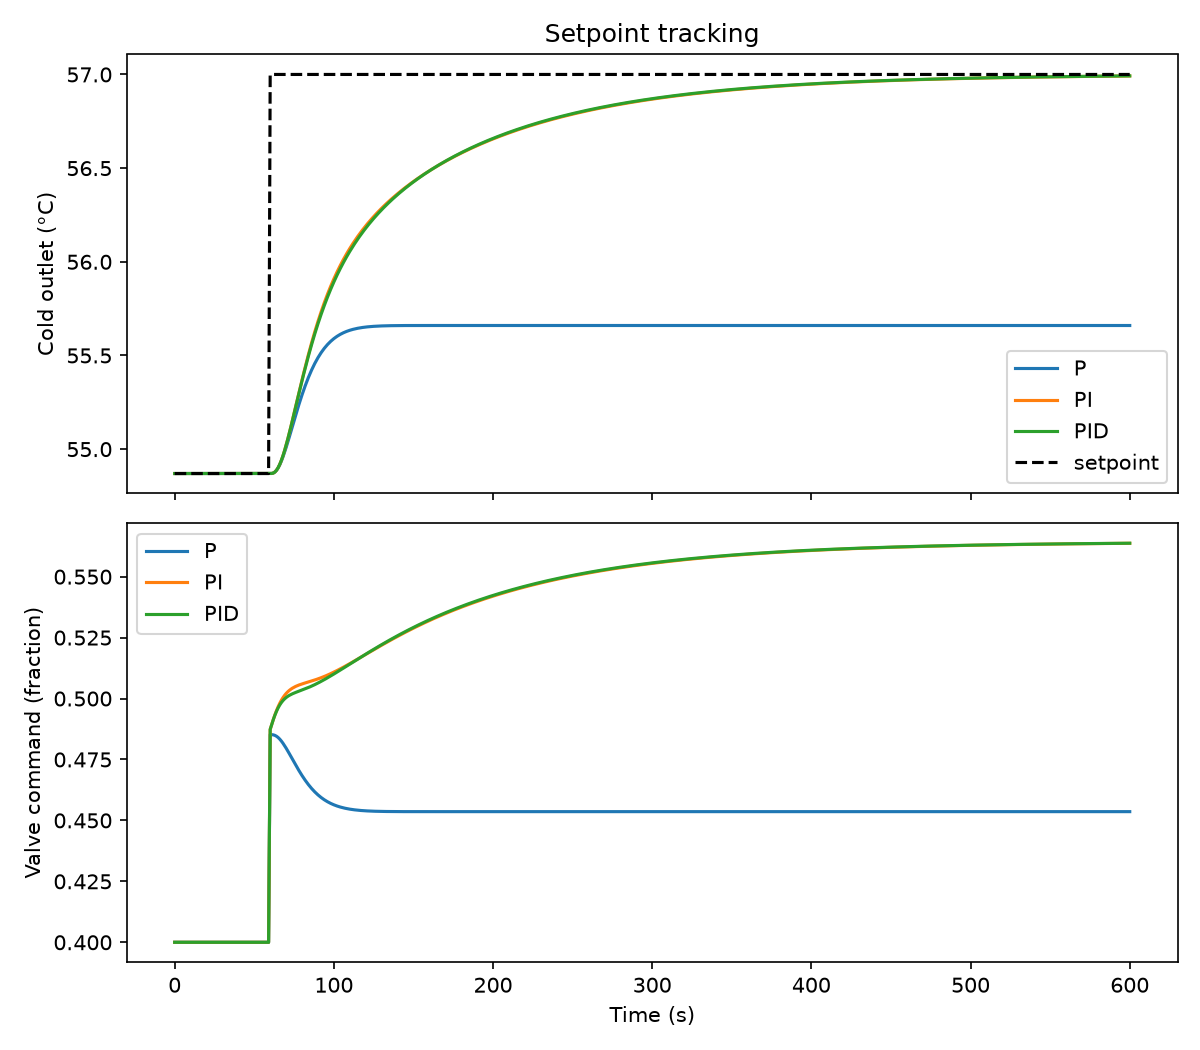 Setpoint tracking
57.0
56.5
56.0
55.5
55.0
Cold outlet (°C)
P
PI
PID
setpoint
P
PI
PID
0.550
0.525
0.500
0.475
0.450
0.425
0.400
Valve command (fraction)
0 100 200 300 400 500 600
Time (s)